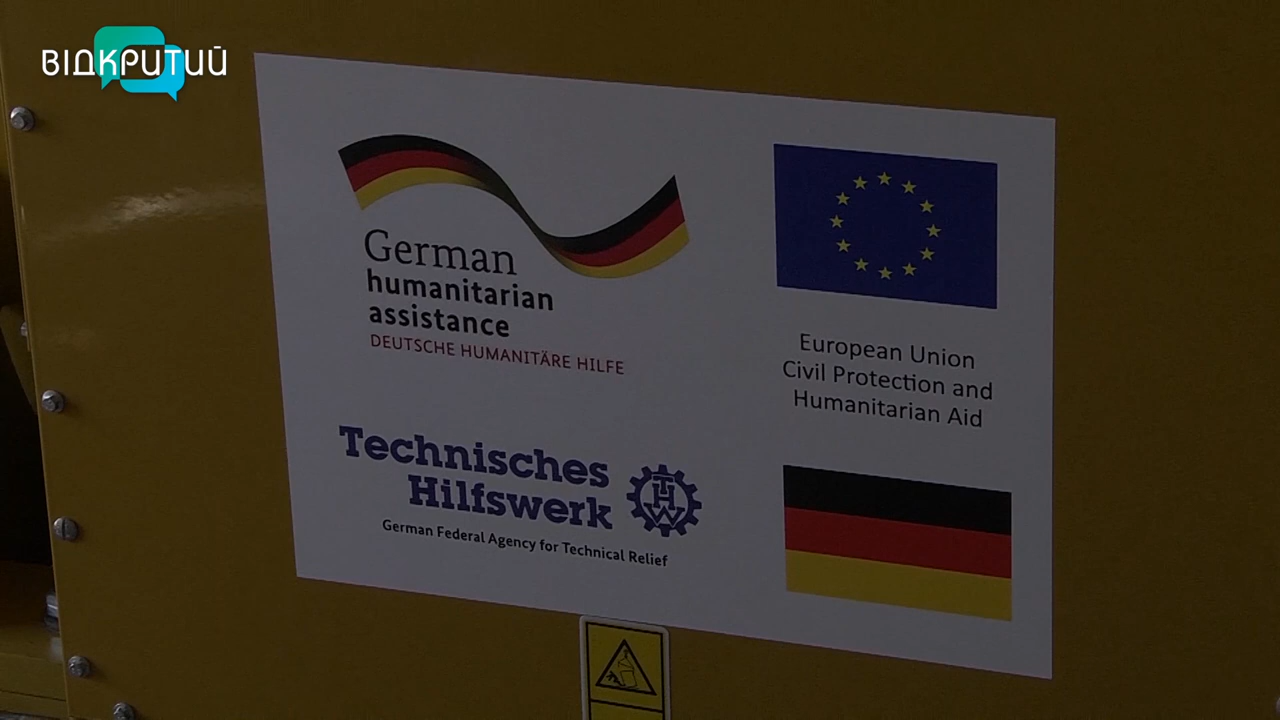 ВІДКРИТИЙ
German
humanitarian
assistance
DEUTSCHE HUMANITÄRE HILFE
European Union
Civil Protection and
Humanitarian Aid
Technisches
Hilfswerk
THW
German Federal Agency for Technical Relief